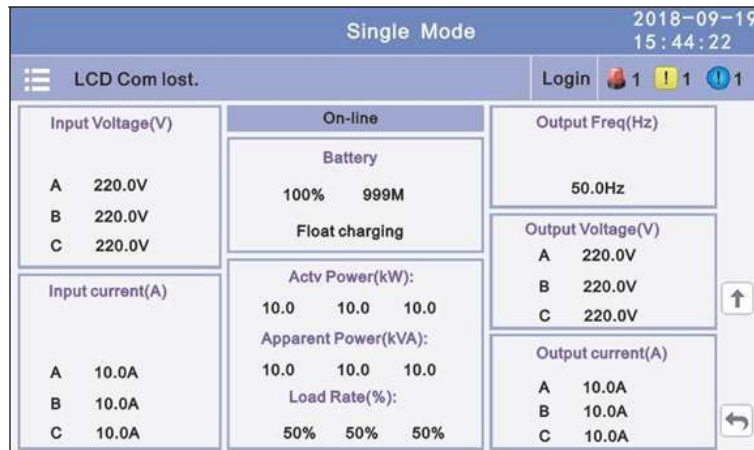 Single Mode
2018-09-19
15:44:22
LCD Com lost.
Login 1 ! 1 ! 1
Input Voltage(V)
A 220.0V
B 220.0V
C 220.0V
Input current(A)
A 10.0A
B 10.0A
C 10.0A
On-line
Battery
100% 999M
Float charging
Actv Power(kW):
10.0 10.0 10.0
Apparent Power(kVA):
10.0 10.0 10.0
Load Rate(%):
50% 50% 50%
Output Freq(Hz)
50.0Hz
Output Voltage(V)
A 220.0V
B 220.0V
C 220.0V
Output current(A)
A 10.0A
B 10.0A
C 10.0A